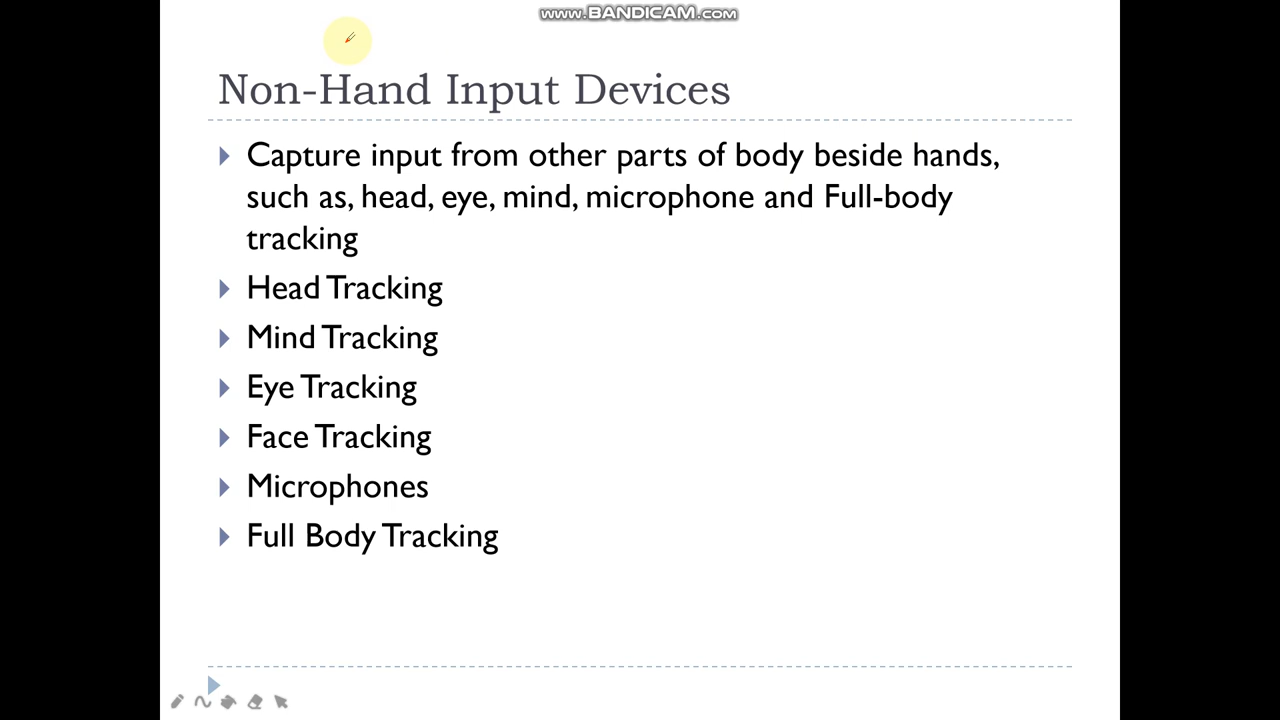 www.BANDICAM.com
Non-Hand Input Devices
Capture input from other parts of body beside hands,
such as, head, eye, mind, microphone and Full-body
tracking
Head Tracking
Mind Tracking
Eye Tracking
Face Tracking
Microphones
Full Body Tracking